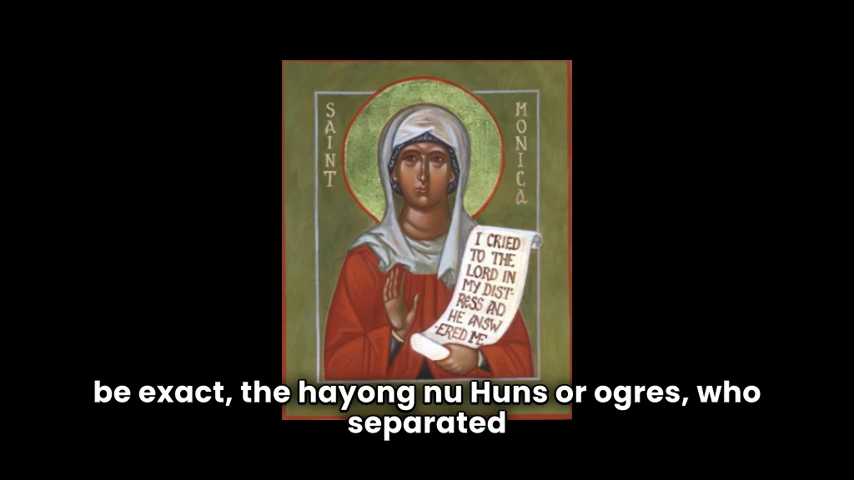 SAINT
MONICA
I CRIED
TO THE
LORD IN
MY DIST-
RESS AND
HE ANSW
-ERED ME.
be exact, the hayong nu Huns or ogres, who
separated